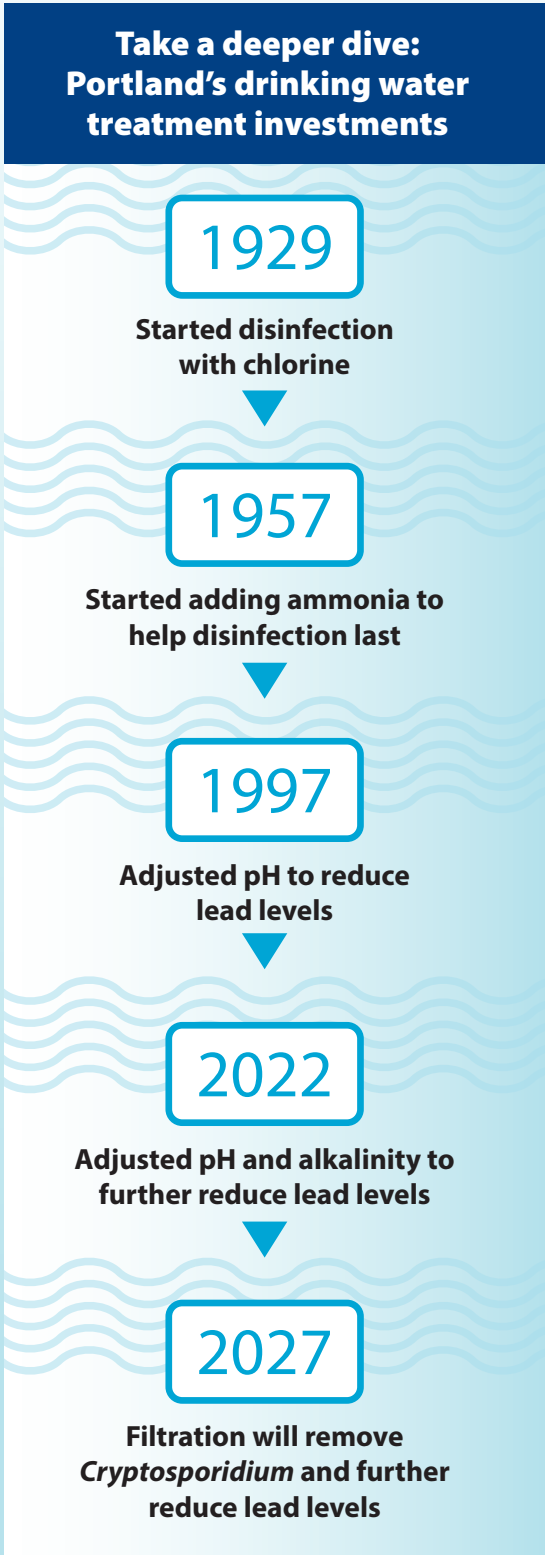 Take a deeper dive:
Portland's drinking water
treatment investments
1929
Started disinfection
with chlorine
1957
Started adding ammonia to
help disinfection last
1997
Adjusted pH to reduce
lead levels
2022
Adjusted pH and alkalinity to
further reduce lead levels
2027
Filtration will remove
Cryptosporidium and further
reduce lead levels